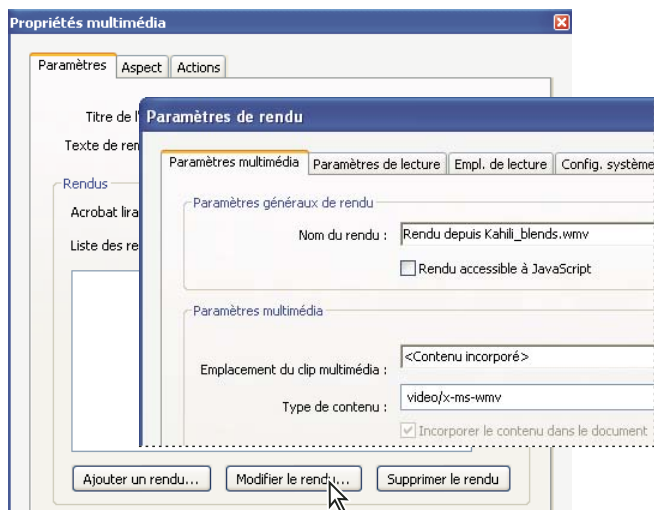 Propriétés multimédia
Paramètres Aspect Actions
Titre de l'
Texte de ren
Rendus
Acrobat lira
Liste des re
Paramètres de rendu
Paramètres multimédia Paramètres de lecture Empl. de lecture Config. système
Paramètres généraux de rendu
Nom du rendu : Rendu depuis Kahili_blends.wmv
Rendu accessible à JavaScript
Paramètres multimédia
Emplacement du clip multimédia : <Contenu incorporé>
Type de contenu : video/x-ms-wmv
Incorporer le contenu dans le document
Ajouter un rendu... Modifier le rendu... Supprimer le rendu